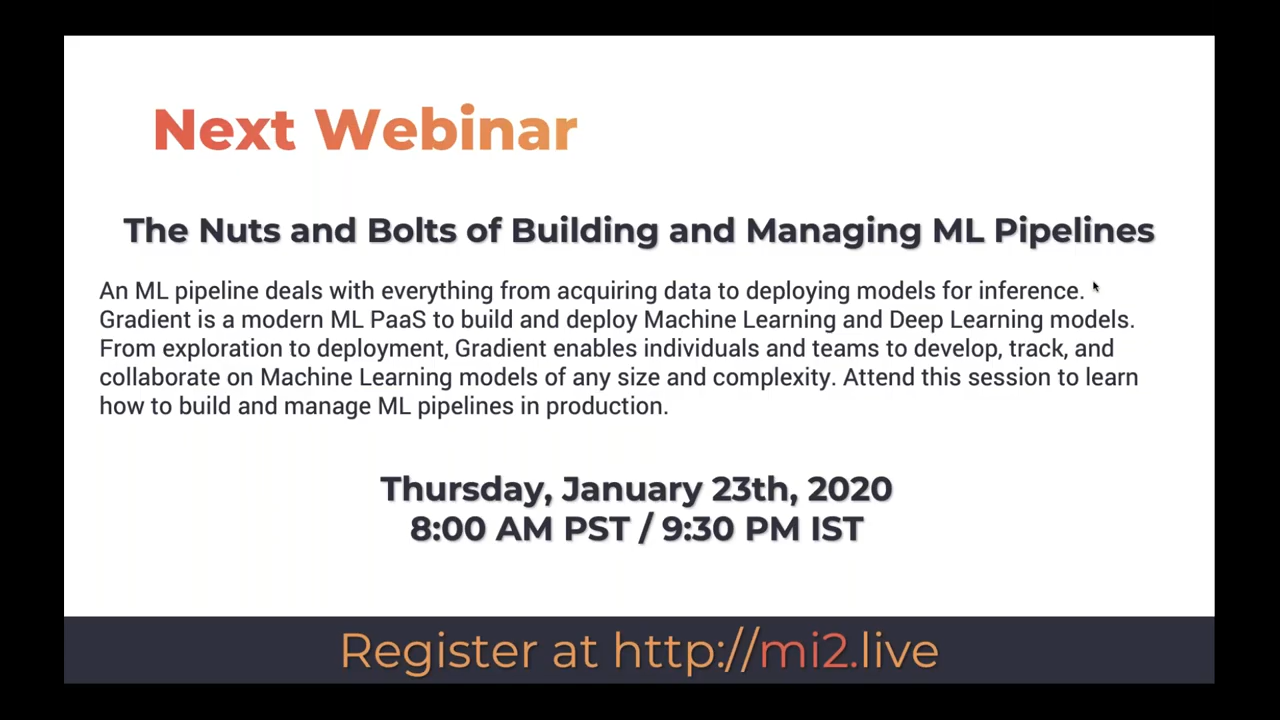 Next Webinar
The Nuts and Bolts of Building and Managing ML Pipelines
An ML pipeline deals with everything from acquiring data to deploying models for inference.
Gradient is a modern ML PaaS to build and deploy Machine Learning and Deep Learning models.
From exploration to deployment, Gradient enables individuals and teams to develop, track, and
collaborate on Machine Learning models of any size and complexity. Attend this session to learn
how to build and manage ML pipelines in production.
Thursday, January 23th, 2020
8:00 AM PST / 9:30 PM IST
Register at http://mi2.live